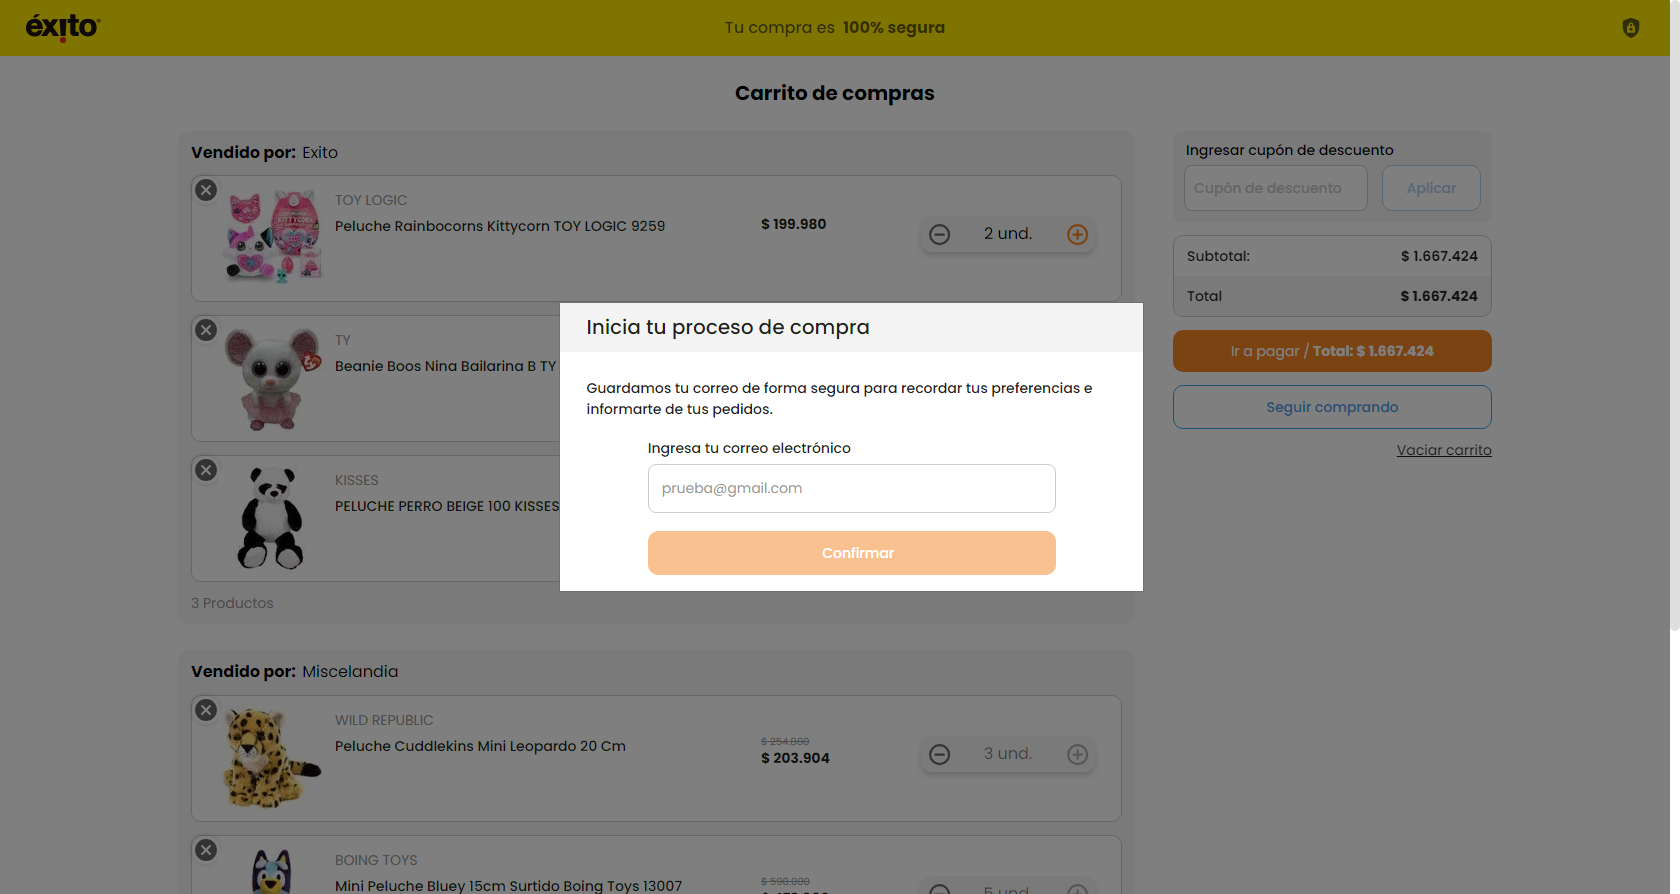 éxito
Tu compra es 100% segura
Carrito de compras
Vendido por: Exito
TOY LOGIC
Peluche Rainbocorns Kittycorn TOY LOGIC 9259
$ 199.980
2 und.
TY
Beanie Boos Nina Bailarina B TY
KISSES
PELUCHE PERRO BEIGE 100 KISSES
3 Productos
Inicia tu proceso de compra
Guardamos tu correo de forma segura para recordar tus preferencias e
informarte de tus pedidos.
Ingresa tu correo electrónico
prueba@gmail.com
Confirmar
Vendido por: Miscelandia
WILD REPUBLIC
Peluche Cuddlekins Mini Leopardo 20 Cm
$ 254.880
$ 203.904
3 und.
BOING TOYS
Mini Peluche Bluey 15cm Surtido Boing Toys 13007
$ 590.000
5 und.
Ingresar cupón de descuento
Cupón de descuento
Aplicar
Subtotal: $ 1.667.424
Total $ 1.667.424
Ir a pagar / Total: $ 1.667.424
Seguir comprando
Vaciar carrito